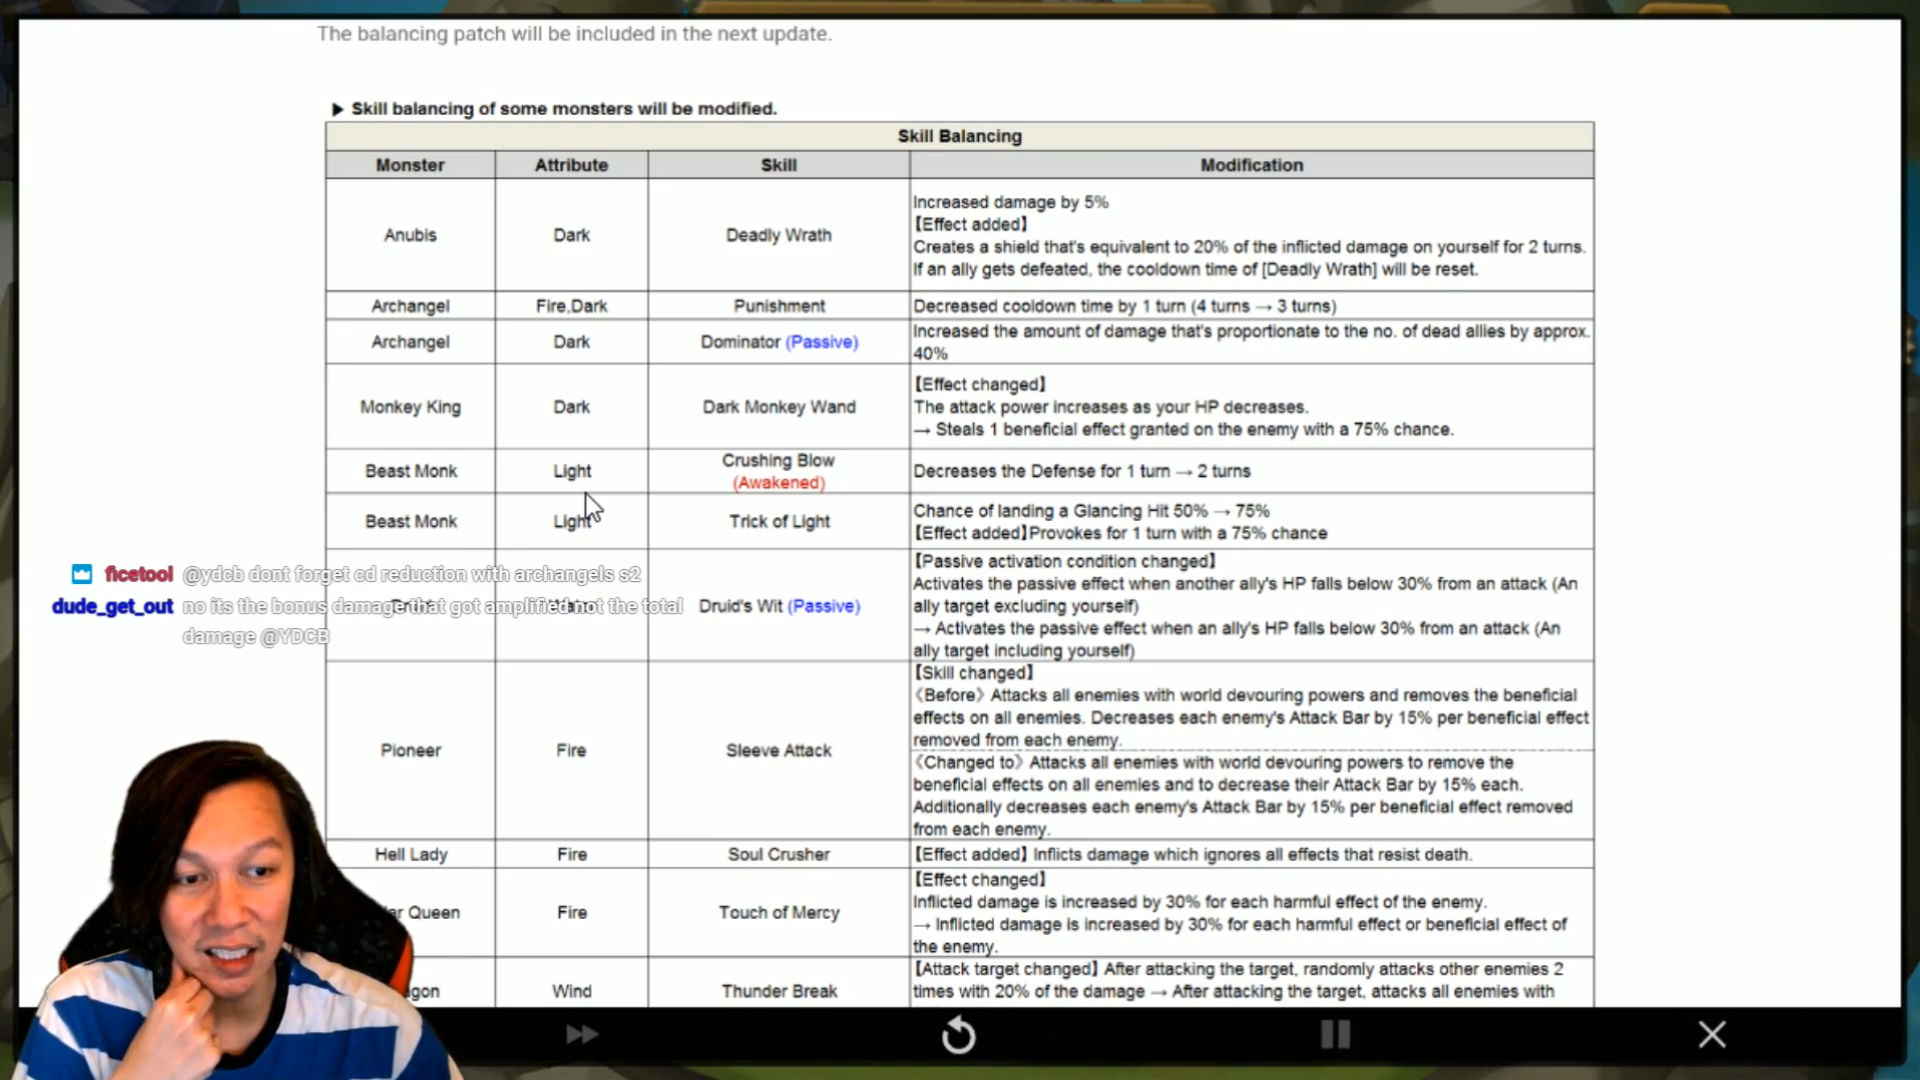 The balancing patch will be included in the next update.
▶ Skill balancing of some monsters will be modified.
Skill Balancing
Monster Attribute Skill Modification
Anubis Dark Deadly Wrath
Increased damage by 5%
【Effect added】
Creates a shield that's equivalent to 20% of the inflicted damage on yourself for 2 turns.
If an ally gets defeated, the cooldown time of [Deadly Wrath] will be reset.
Archangel Fire,Dark Punishment Decreased cooldown time by 1 turn (4 turns → 3 turns)
Archangel Dark Dominator (Passive)
Increased the amount of damage that's proportionate to the no. of dead allies by approx.
40%
Monkey King Dark Dark Monkey Wand
【Effect changed】
The attack power increases as your HP decreases.
→ Steals 1 beneficial effect granted on the enemy with a 75% chance.
Beast Monk Light Crushing Blow
(Awakened)
Decreases the Defense for 1 turn → 2 turns
Beast Monk Light Trick of Light
Chance of landing a Glancing Hit 50% → 75%
【Effect added】Provokes for 1 turn with a 75% chance
Druid's Wit (Passive)
【Passive activation condition changed】
Activates the passive effect when another ally's HP falls below 30% from an attack (An
ally target excluding yourself)
→ Activates the passive effect when an ally's HP falls below 30% from an attack (An
ally target including yourself)
Pioneer Fire Sleeve Attack
【Skill changed】
《Before》Attacks all enemies with world devouring powers and removes the beneficial
effects on all enemies. Decreases each enemy's Attack Bar by 15% per beneficial effect
removed from each enemy.
《Changed to》Attacks all enemies with world devouring powers to remove the
beneficial effects on all enemies and to decrease their Attack Bar by 15% each.
Additionally decreases each enemy's Attack Bar by 15% per beneficial effect removed
from each enemy.
Hell Lady Fire Soul Crusher 【Effect added】Inflicts damage which ignores all effects that resist death.
Queen Fire Touch of Mercy
【Effect changed】
Inflicted damage is increased by 30% for each harmful effect of the enemy.
→ Inflicted damage is increased by 30% for each harmful effect or beneficial effect of
the enemy.
Wind Thunder Break
【Attack target changed】After attacking the target, randomly attacks other enemies 2
times with 20% of the damage → After attacking the target, attacks all enemies with
ficetool @ydcb dont forget cd reduction with archangels s2
dude_get_out no its the bonus damage that got amplified not the total
damage @YDCB